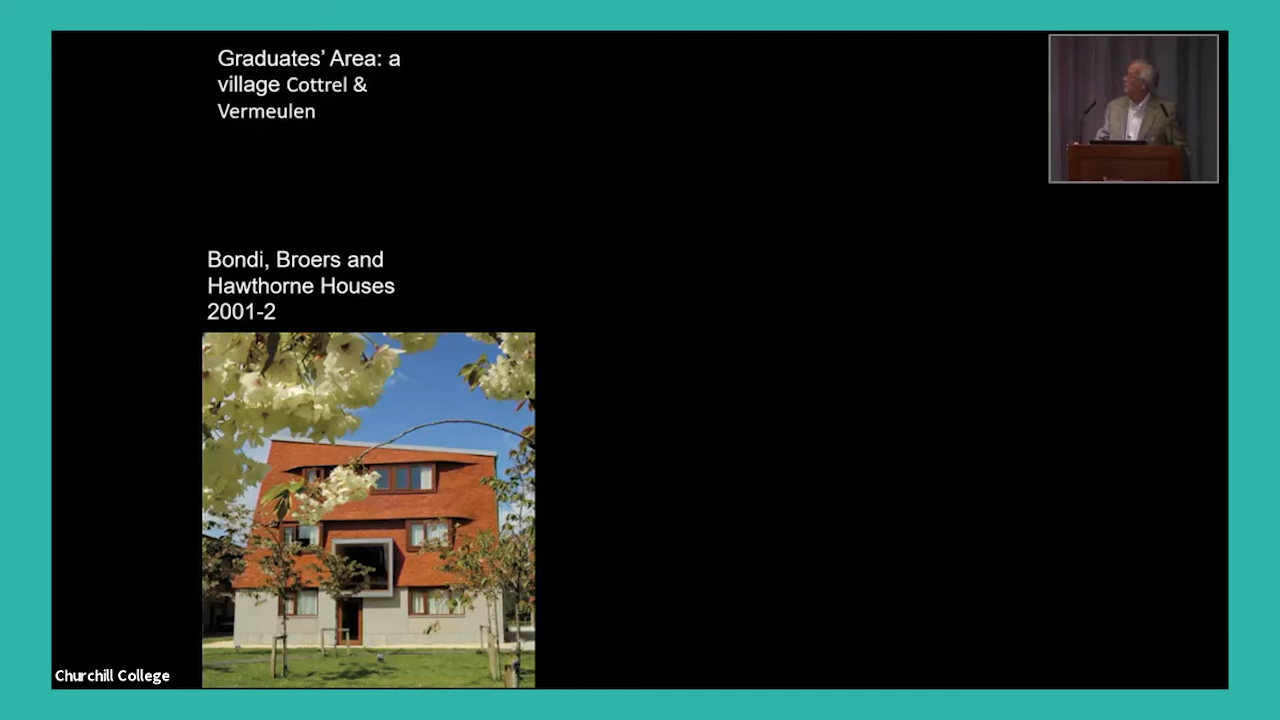 Graduates’ Area: a
village Cottrel &
Vermeulen
Bondi, Broers and
Hawthorne Houses
2001-2
Churchill College